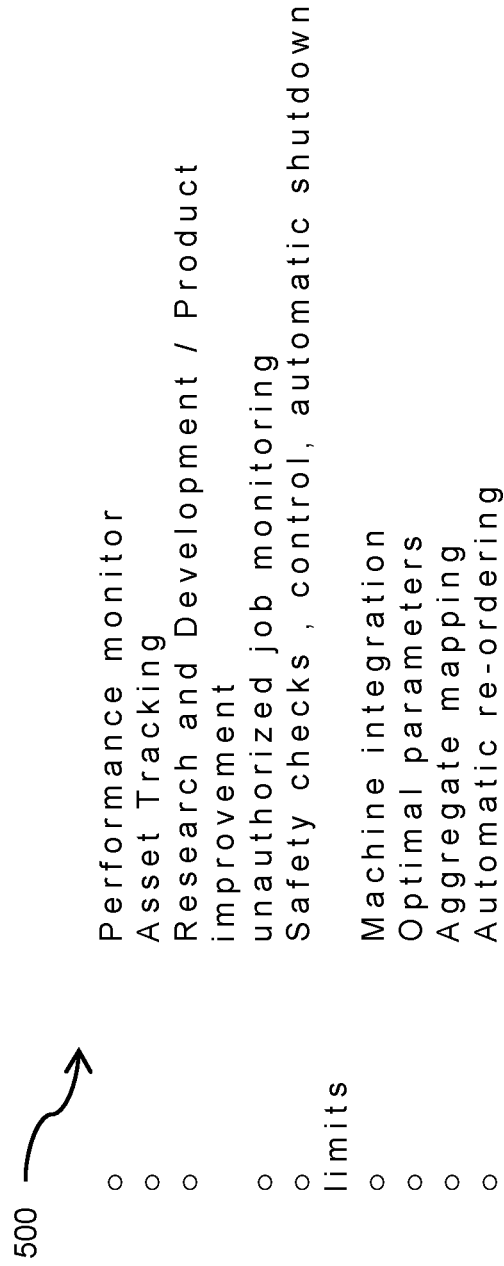 500
○ Performance monitor
○ Asset Tracking
○ Research and Development / Product
improvement
○ unauthorized job monitoring
○ Safety checks , control, automatic shutdown
limits
○ Machine integration
○ Optimal parameters
○ Aggregate mapping
○ Automatic re-ordering